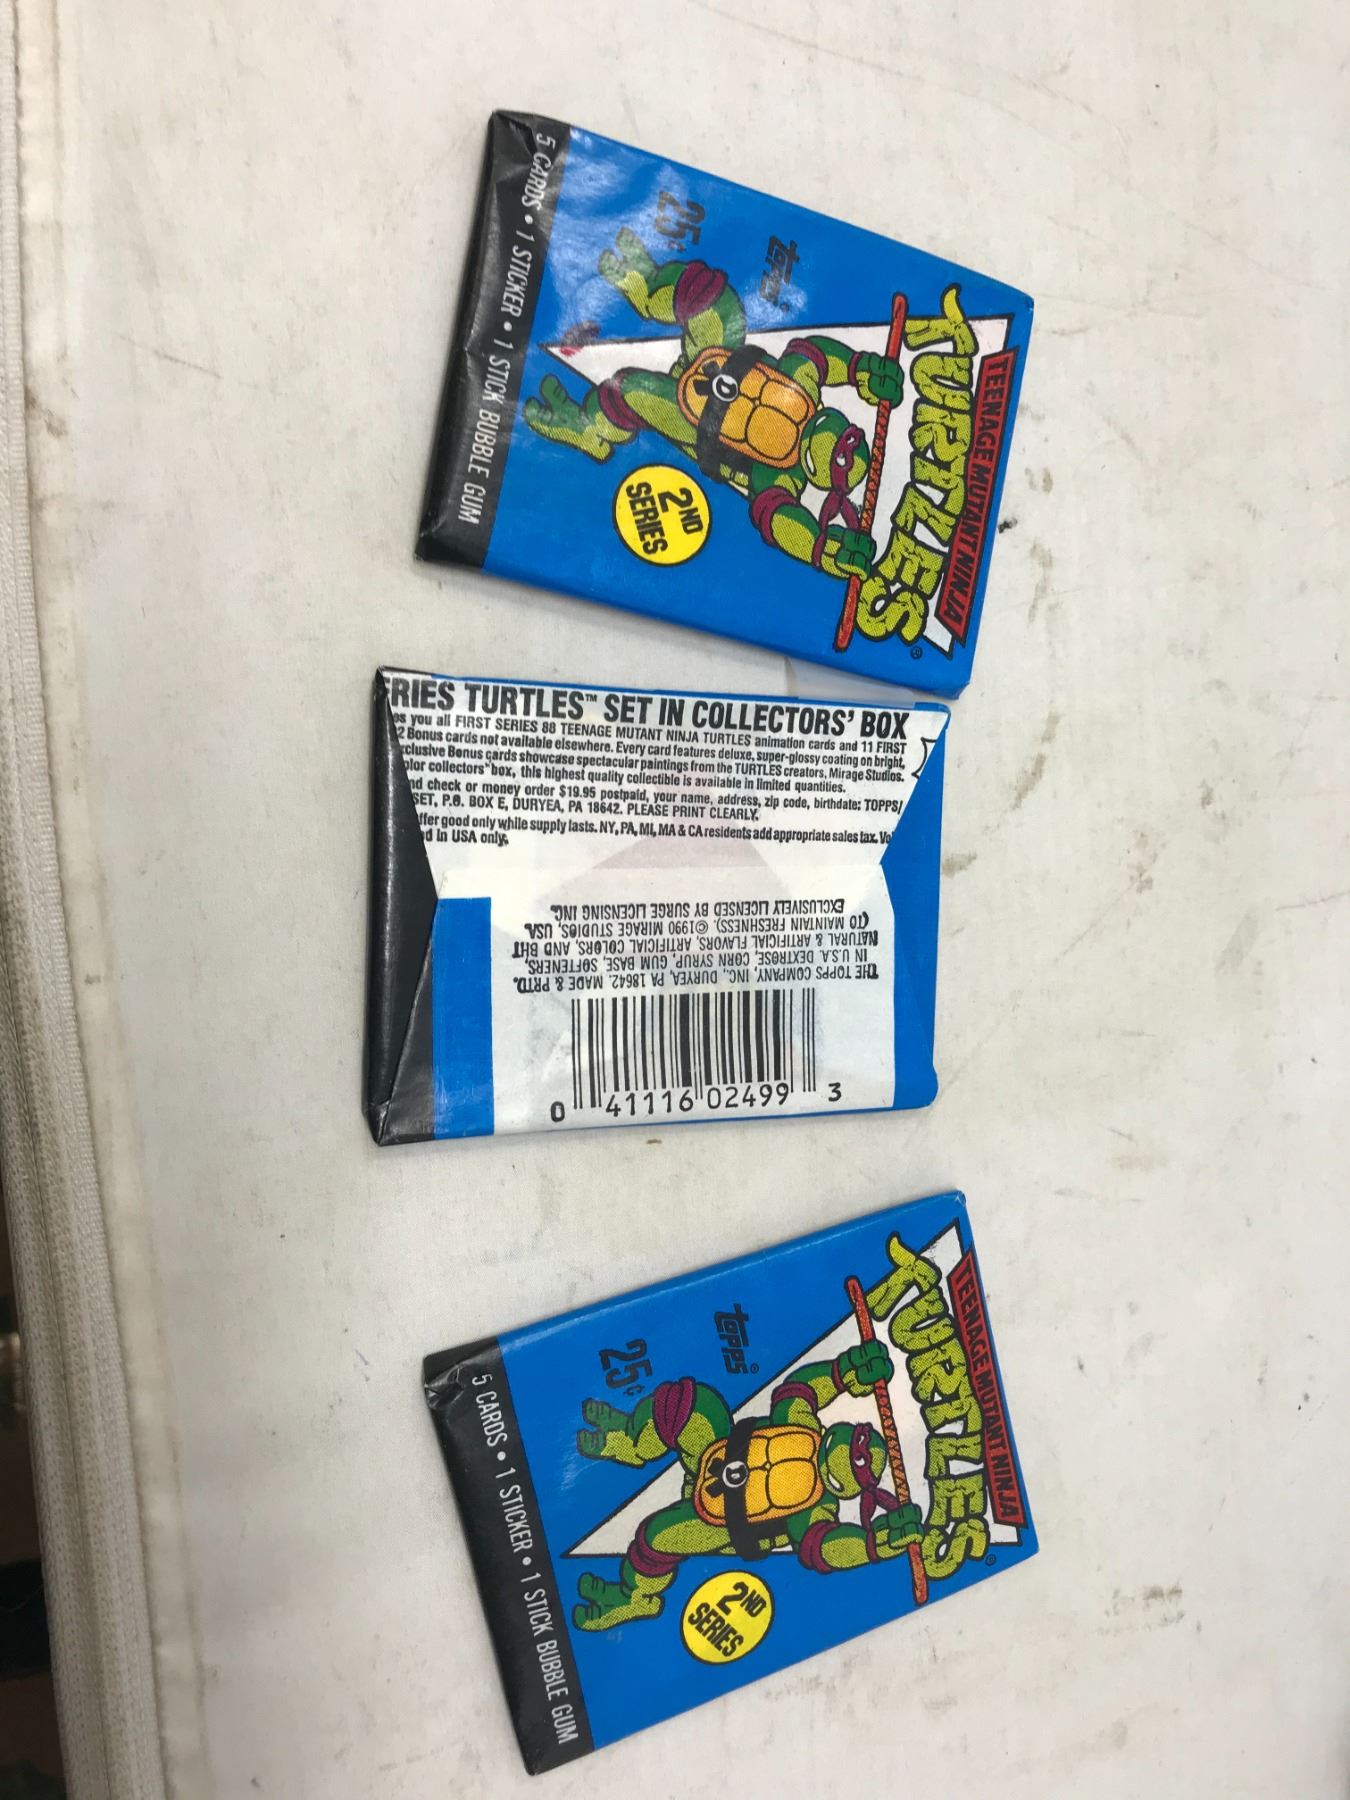 TEENAGE MUTANT NINJA
TURTLES®
topps®
25¢
2ND
SERIES
D
5 CARDS • 1 STICKER • 1 STICK BUBBLE GUM
RIES TURTLES™ SET IN COLLECTORS' BOX
es you all FIRST SERIES 88 TEENAGE MUTANT NINJA TURTLES animation cards and 11 FIRST
2 Bonus cards not available elsewhere. Every card features deluxe, super-glossy coating on bright,
clusive Bonus cards showcase spectacular paintings from the TURTLES creators, Mirage Studios.
olor collectors' box, this highest quality collectible is available in limited quantities.
nd check or money order $19.95 postpaid, your name, address, zip code, birthdate: TOPPS/
SET, P.O. BOX E, DURYEA, PA 18642. PLEASE PRINT CLEARLY.
ffer good only while supply lasts. NY, PA, MI, MA & CA residents add appropriate sales tax. Vo
d in USA only.
THE TOPPS COMPANY, INC., DURYEA, PA 18642. MADE & PRTD.
IN U.S.A. DEXTROSE, CORN SYRUP, GUM BASE, SOFTENERS,
NATURAL & ARTIFICIAL FLAVORS, ARTIFICIAL COLORS, AND BHT
(TO MAINTAIN FRESHNESS). ©1990 MIRAGE STUDIOS, USA.
EXCLUSIVELY LICENSED BY SURGE LICENSING INC.
0 41116 02499 3
TEENAGE MUTANT NINJA
TURTLES®
topps®
25¢
D
2ND
SERIES
5 CARDS • 1 STICKER • 1 STICK BUBBLE GUM